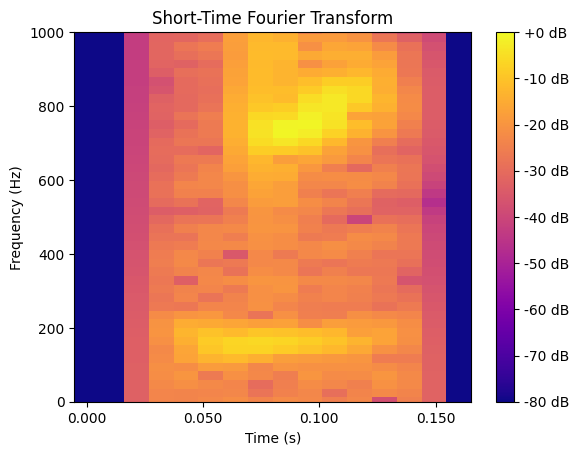 Short-Time Fourier Transform
1000
800
600
400
200
0
Frequency (Hz)
0.000
0.050
0.100
0.150
Time (s)
+0 dB
-10 dB
-20 dB
-30 dB
-40 dB
-50 dB
-60 dB
-70 dB
-80 dB